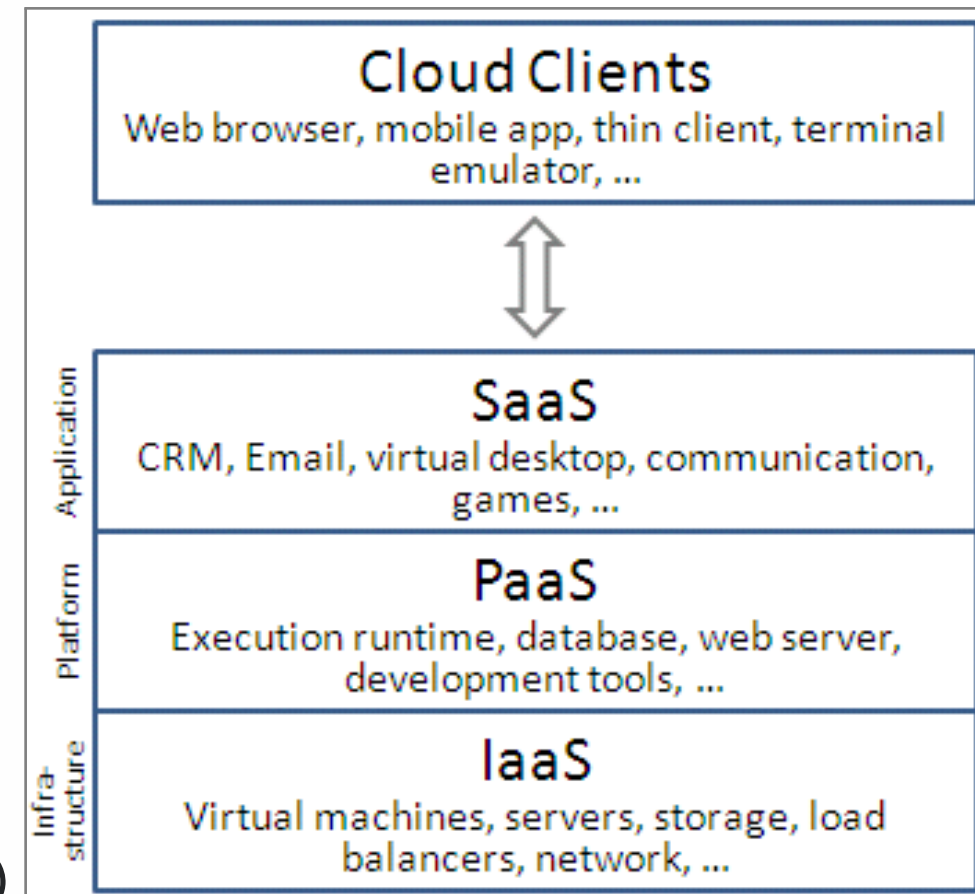 Cloud Clients
Web browser, mobile app, thin client, terminal
emulator, ...
Application
SaaS
CRM, Email, virtual desktop, communication,
games, ...
Platform
PaaS
Execution runtime, database, web server,
development tools, ...
Infra-
structure
IaaS
Virtual machines, servers, storage, load
balancers, network, ...
)